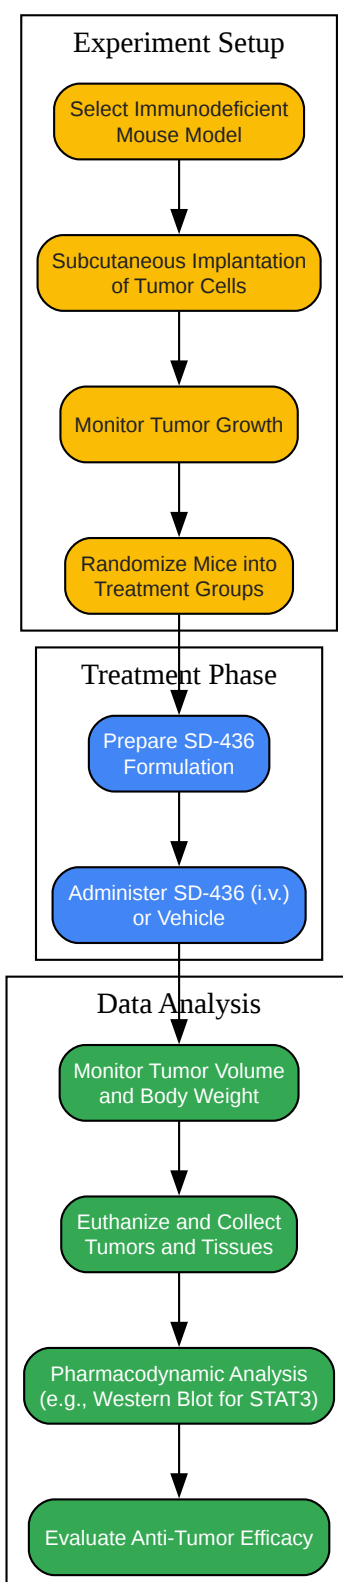 Experiment Setup
Select Immunodeficient
Mouse Model
Subcutaneous Implantation
of Tumor Cells
Monitor Tumor Growth
Randomize Mice into
Treatment Groups
Treatment Phase
Prepare SD-436
Formulation
Administer SD-436 (i.v.)
or Vehicle
Data Analysis
Monitor Tumor Volume
and Body Weight
Euthanize and Collect
Tumors and Tissues
Pharmacodynamic Analysis
(e.g., Western Blot for STAT3)
Evaluate Anti-Tumor Efficacy